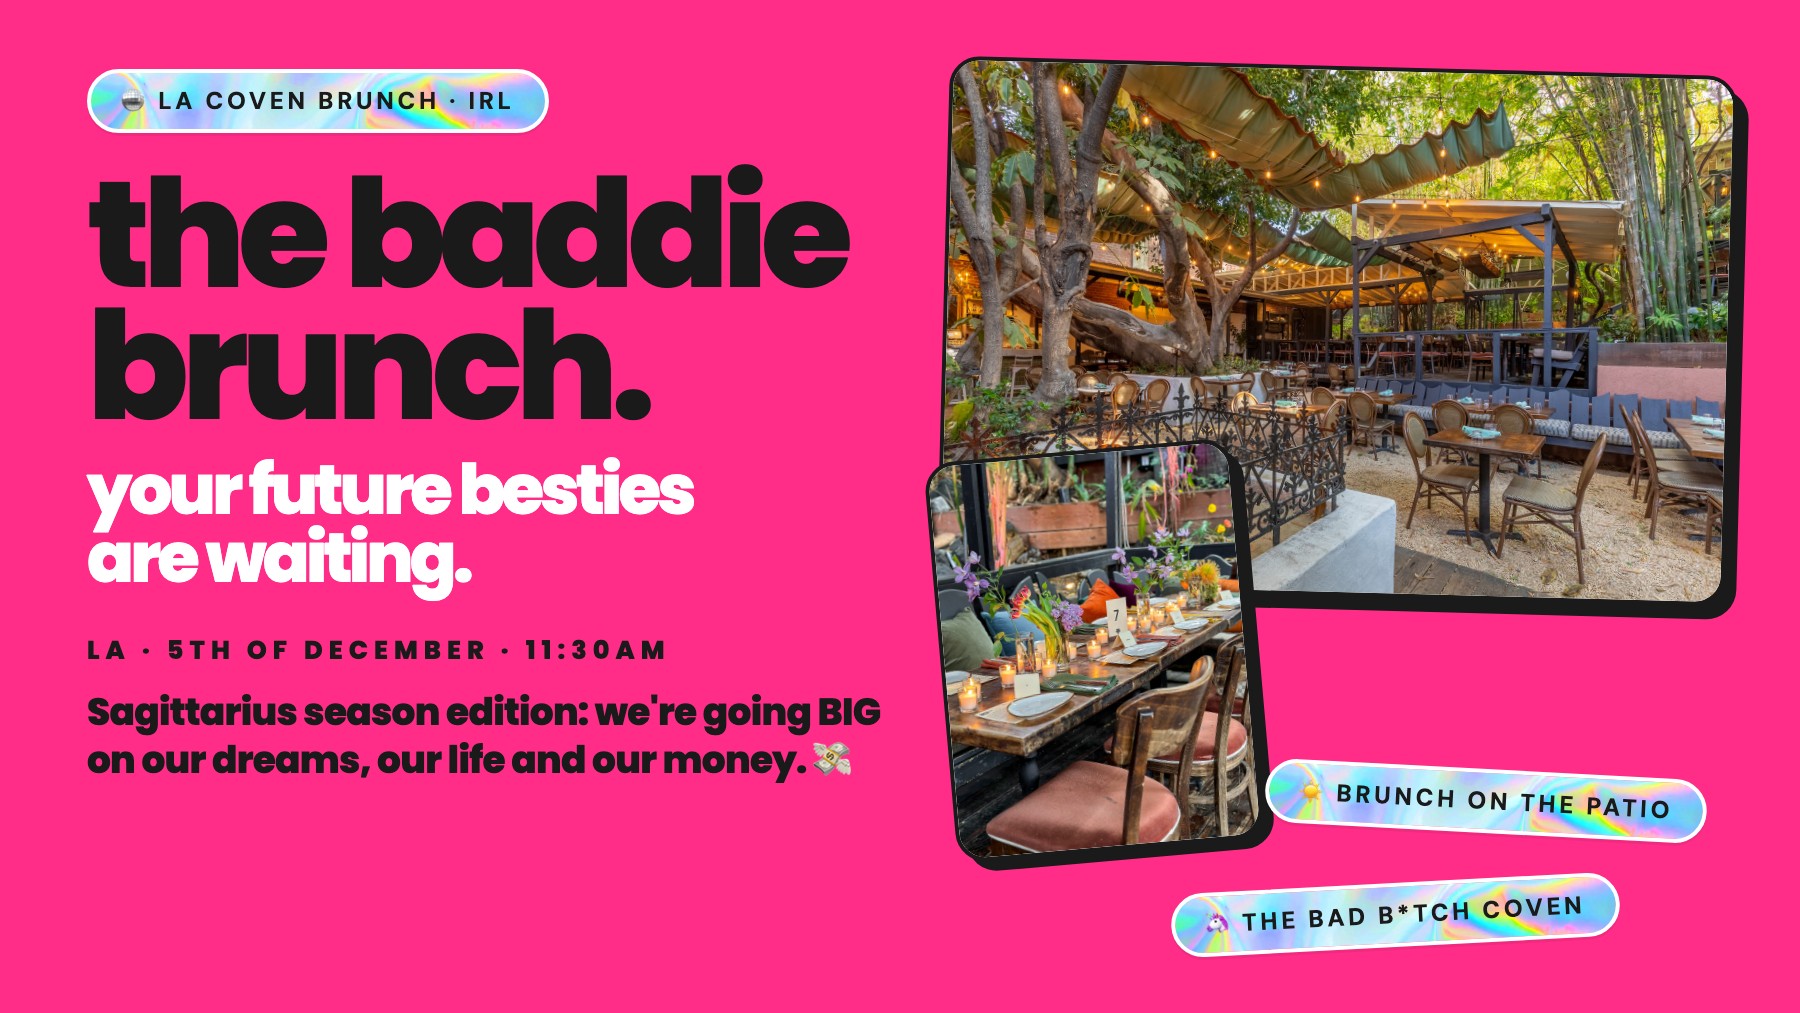 LA COVEN BRUNCH · IRL
the baddie
brunch.
your future besties
are waiting.
LA · 5TH OF DECEMBER · 11:30AM
Sagittarius season edition: we're going BIG
on our dreams, our life and our money. 💸
7
☀️ BRUNCH ON THE PATIO
🦄 THE BAD B*TCH COVEN